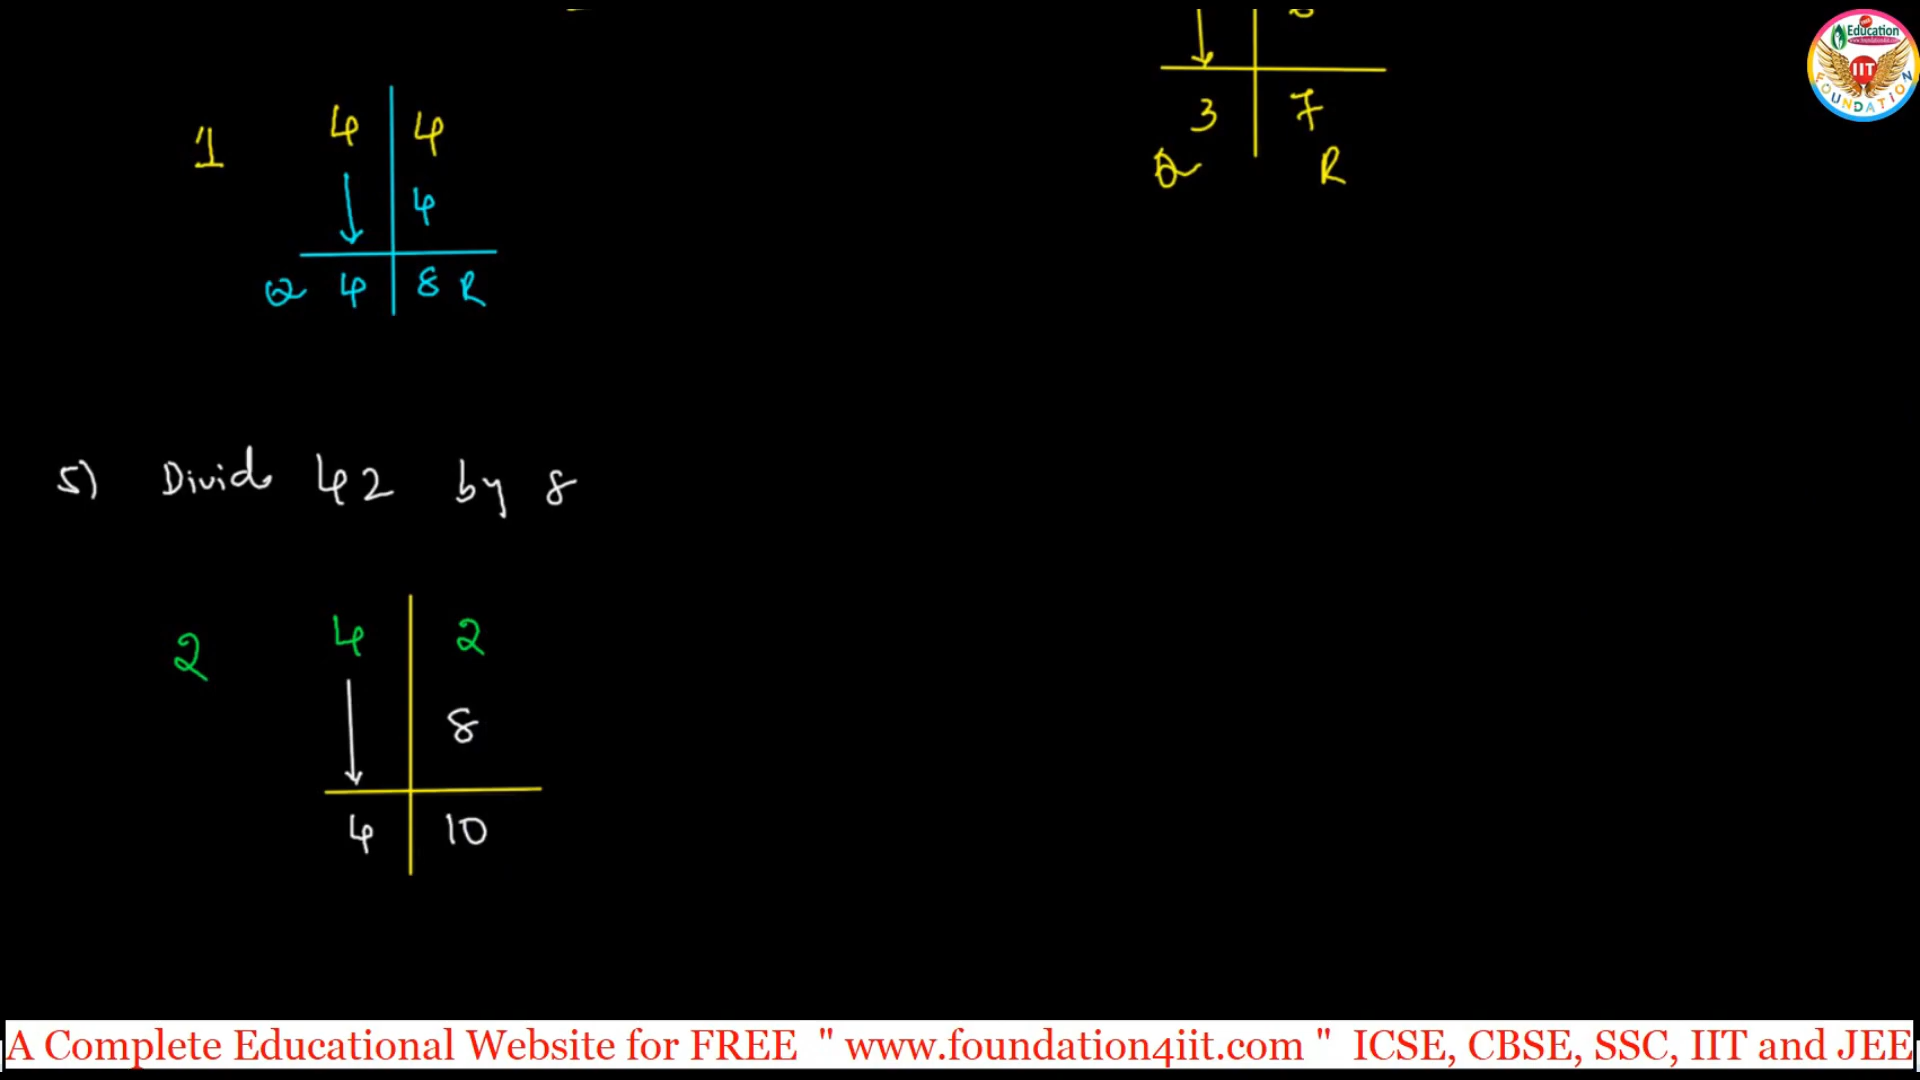 1 4 4
4
Q 4 8 R
3 7
Q R
5) Divide 42 by 8
2 4 2
8
4 10
Education
IIT
FOUNDATION
A Complete Educational Website for FREE " www.foundation4iit.com " ICSE, CBSE, SSC, IIT and JEE